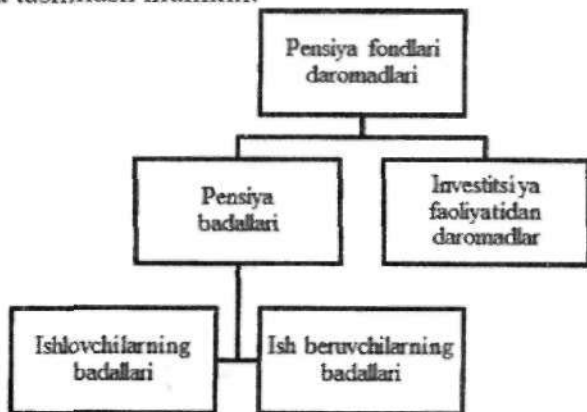 Pensiya fondlari
daromadlari
Pensiya
badallari
Investitsiya
faoliyatidan
daromadlar
Ishlovchilarning
badallari
Ish beruvchilarning
badallari